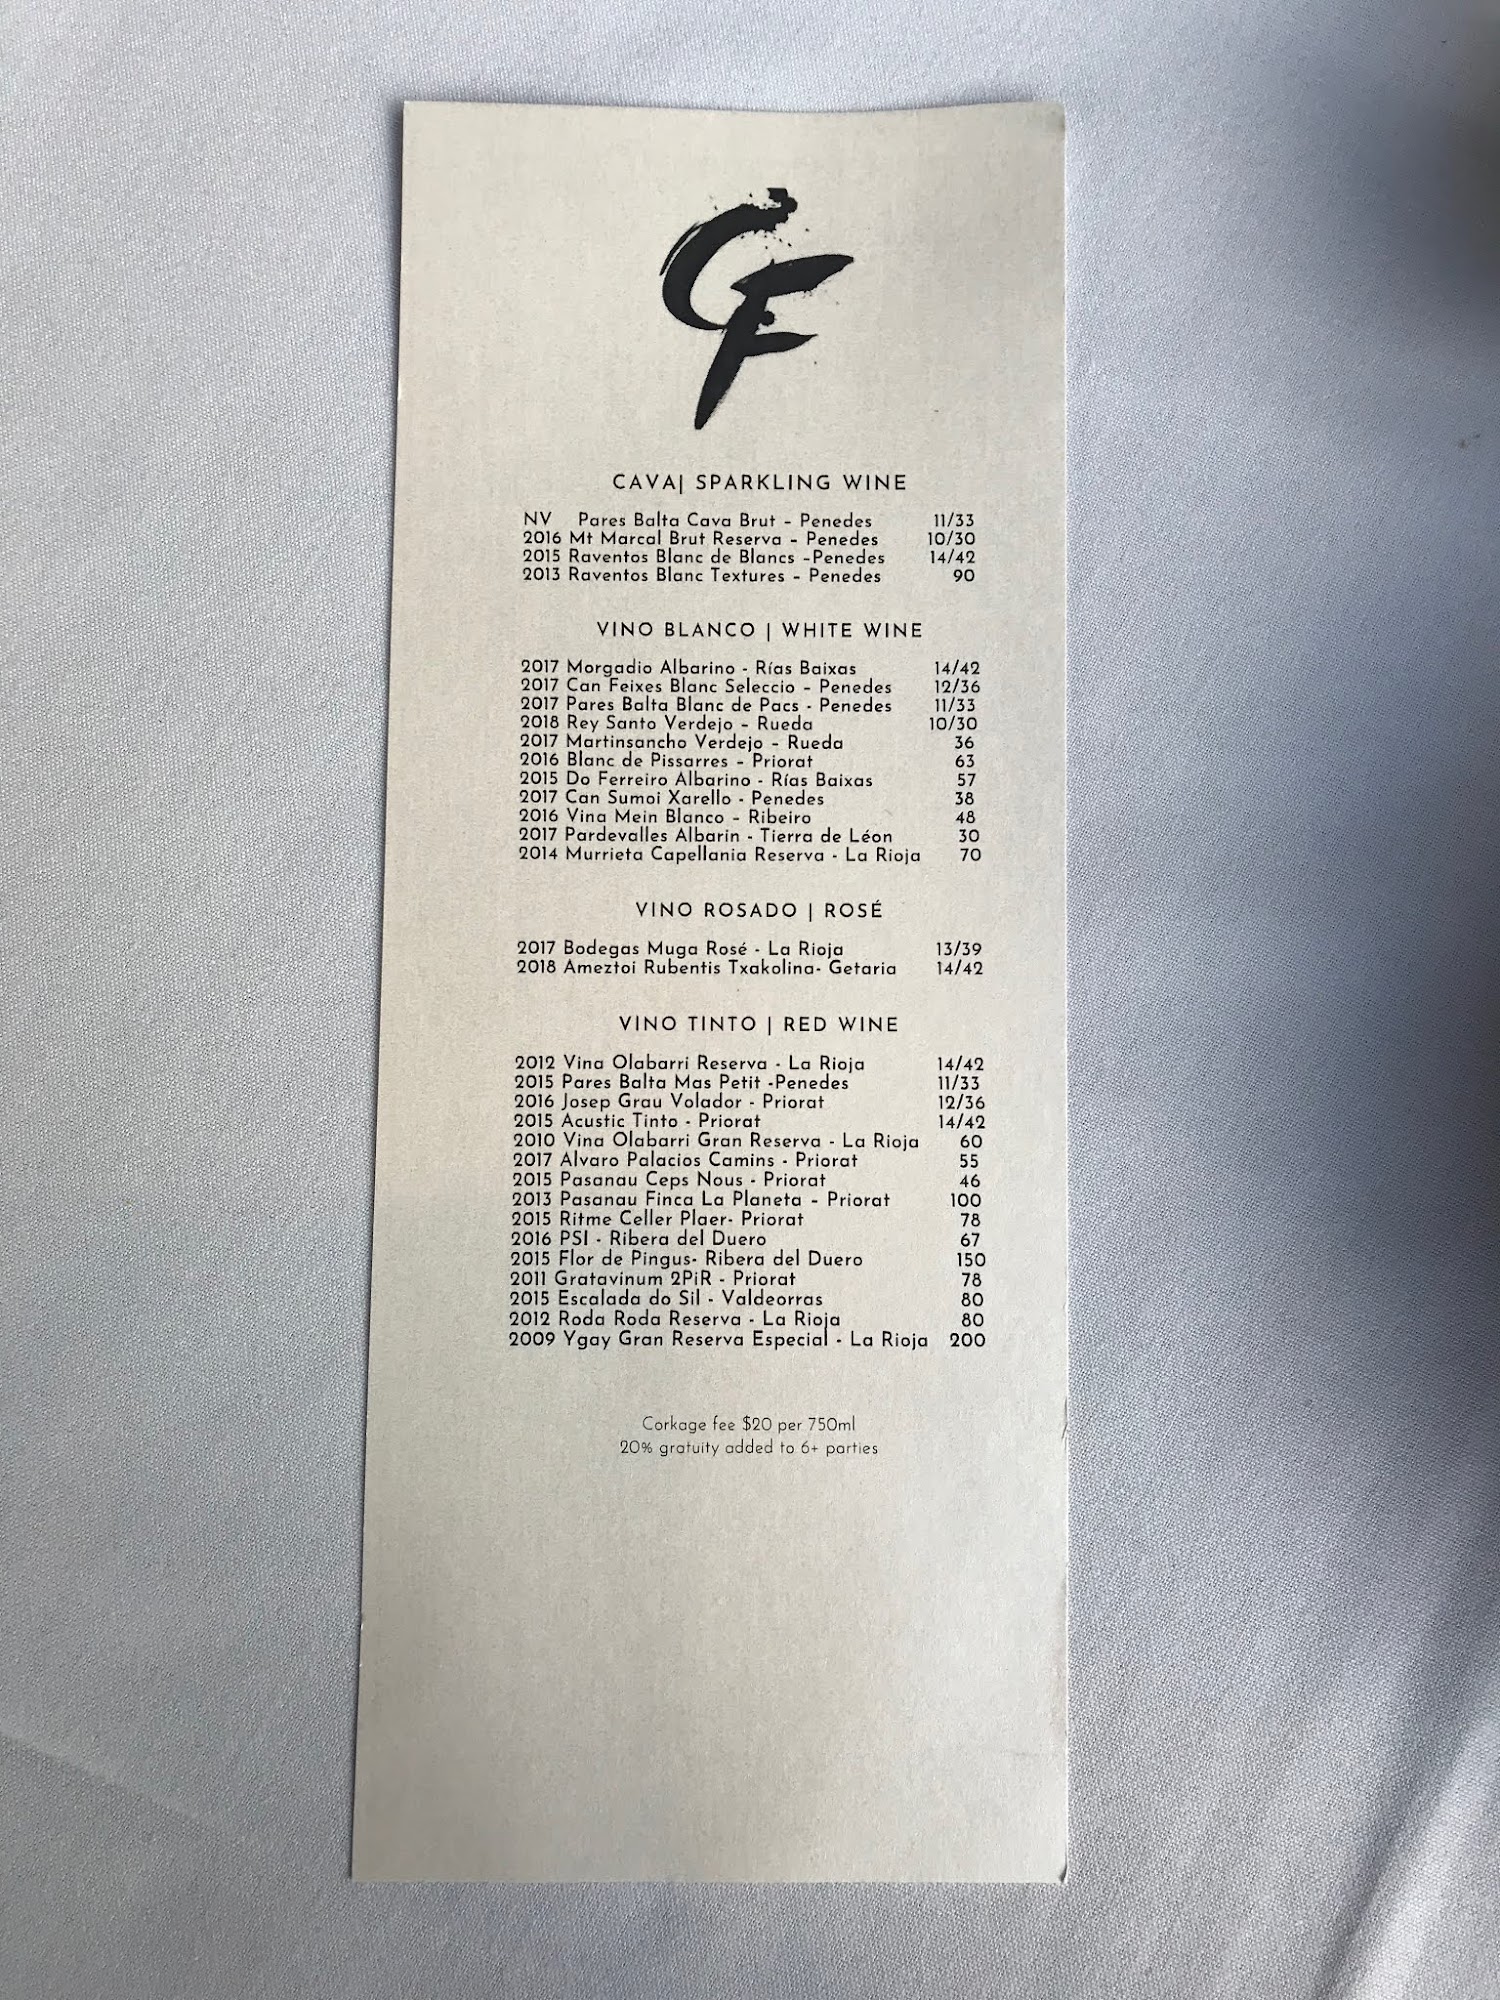 CF
CAVA| SPARKLING WINE
NV Pares Balta Cava Brut – Penedes 11/33
2016 Mt Marcal Brut Reserva – Penedes 10/30
2015 Raventos Blanc de Blancs –Penedes 14/42
2013 Raventos Blanc Textures – Penedes 90
VINO BLANCO | WHITE WINE
2017 Morgadio Albarino - Rías Baixas 14/42
2017 Can Feixes Blanc Seleccio – Penedes 12/36
2017 Pares Balta Blanc de Pacs - Penedes 11/33
2018 Rey Santo Verdejo – Rueda 10/30
2017 Martinsancho Verdejo – Rueda 36
2016 Blanc de Pissarres – Priorat 63
2015 Do Ferreiro Albarino - Rías Baixas 57
2017 Can Sumoi Xarello - Penedes 38
2016 Vina Mein Blanco – Ribeiro 48
2017 Pardevalles Albarin - Tierra de Léon 30
2014 Murrieta Capellania Reserva - La Rioja 70
VINO ROSADO | ROSÉ
2017 Bodegas Muga Rosé - La Rioja 13/39
2018 Ameztoi Rubentis Txakolina- Getaria 14/42
VINO TINTO | RED WINE
2012 Vina Olabarri Reserva - La Rioja 14/42
2015 Pares Balta Mas Petit -Penedes 11/33
2016 Josep Grau Volador - Priorat 12/36
2015 Acustic Tinto - Priorat 14/42
2010 Vina Olabarri Gran Reserva - La Rioja 60
2017 Alvaro Palacios Camins - Priorat 55
2015 Pasanau Ceps Nous - Priorat 46
2013 Pasanau Finca La Planeta – Priorat 100
2015 Ritme Celler Plaer- Priorat 78
2016 PSI - Ribera del Duero 67
2015 Flor de Pingus- Ribera del Duero 150
2011 Gratavinum 2PiR - Priorat 78
2015 Escalada do Sil - Valdeorras 80
2012 Roda Roda Reserva - La Rioja 80
2009 Ygay Gran Reserva Especial - La Rioja 200
Corkage fee $20 per 750ml
20% gratuity added to 6+ parties